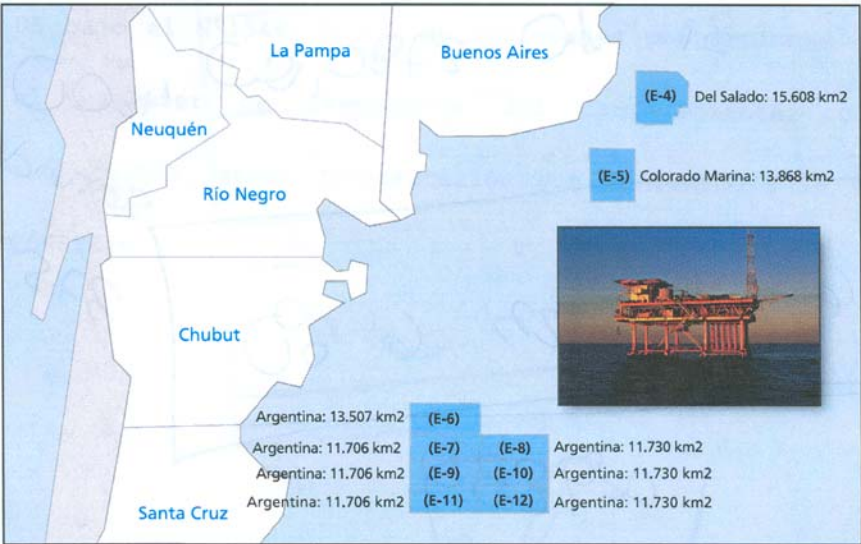 La Pampa
Buenos Aires
(E-4) Del Salado: 15.608 km2
Neuquén
(E-5) Colorado Marina: 13.868 km2
Río Negro
Chubut
Argentina: 13.507 km2 (E-6)
Argentina: 11.706 km2 (E-7) (E-8) Argentina: 11.730 km2
Argentina: 11.706 km2 (E-9) (E-10) Argentina: 11.730 km2
Argentina: 11.706 km2 (E-11) (E-12) Argentina: 11.730 km2
Santa Cruz